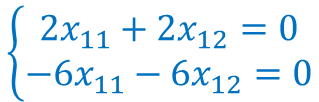 2x₁₁ + 2x₁₂ = 0
−6x₁₁ − 6x₁₂ = 0